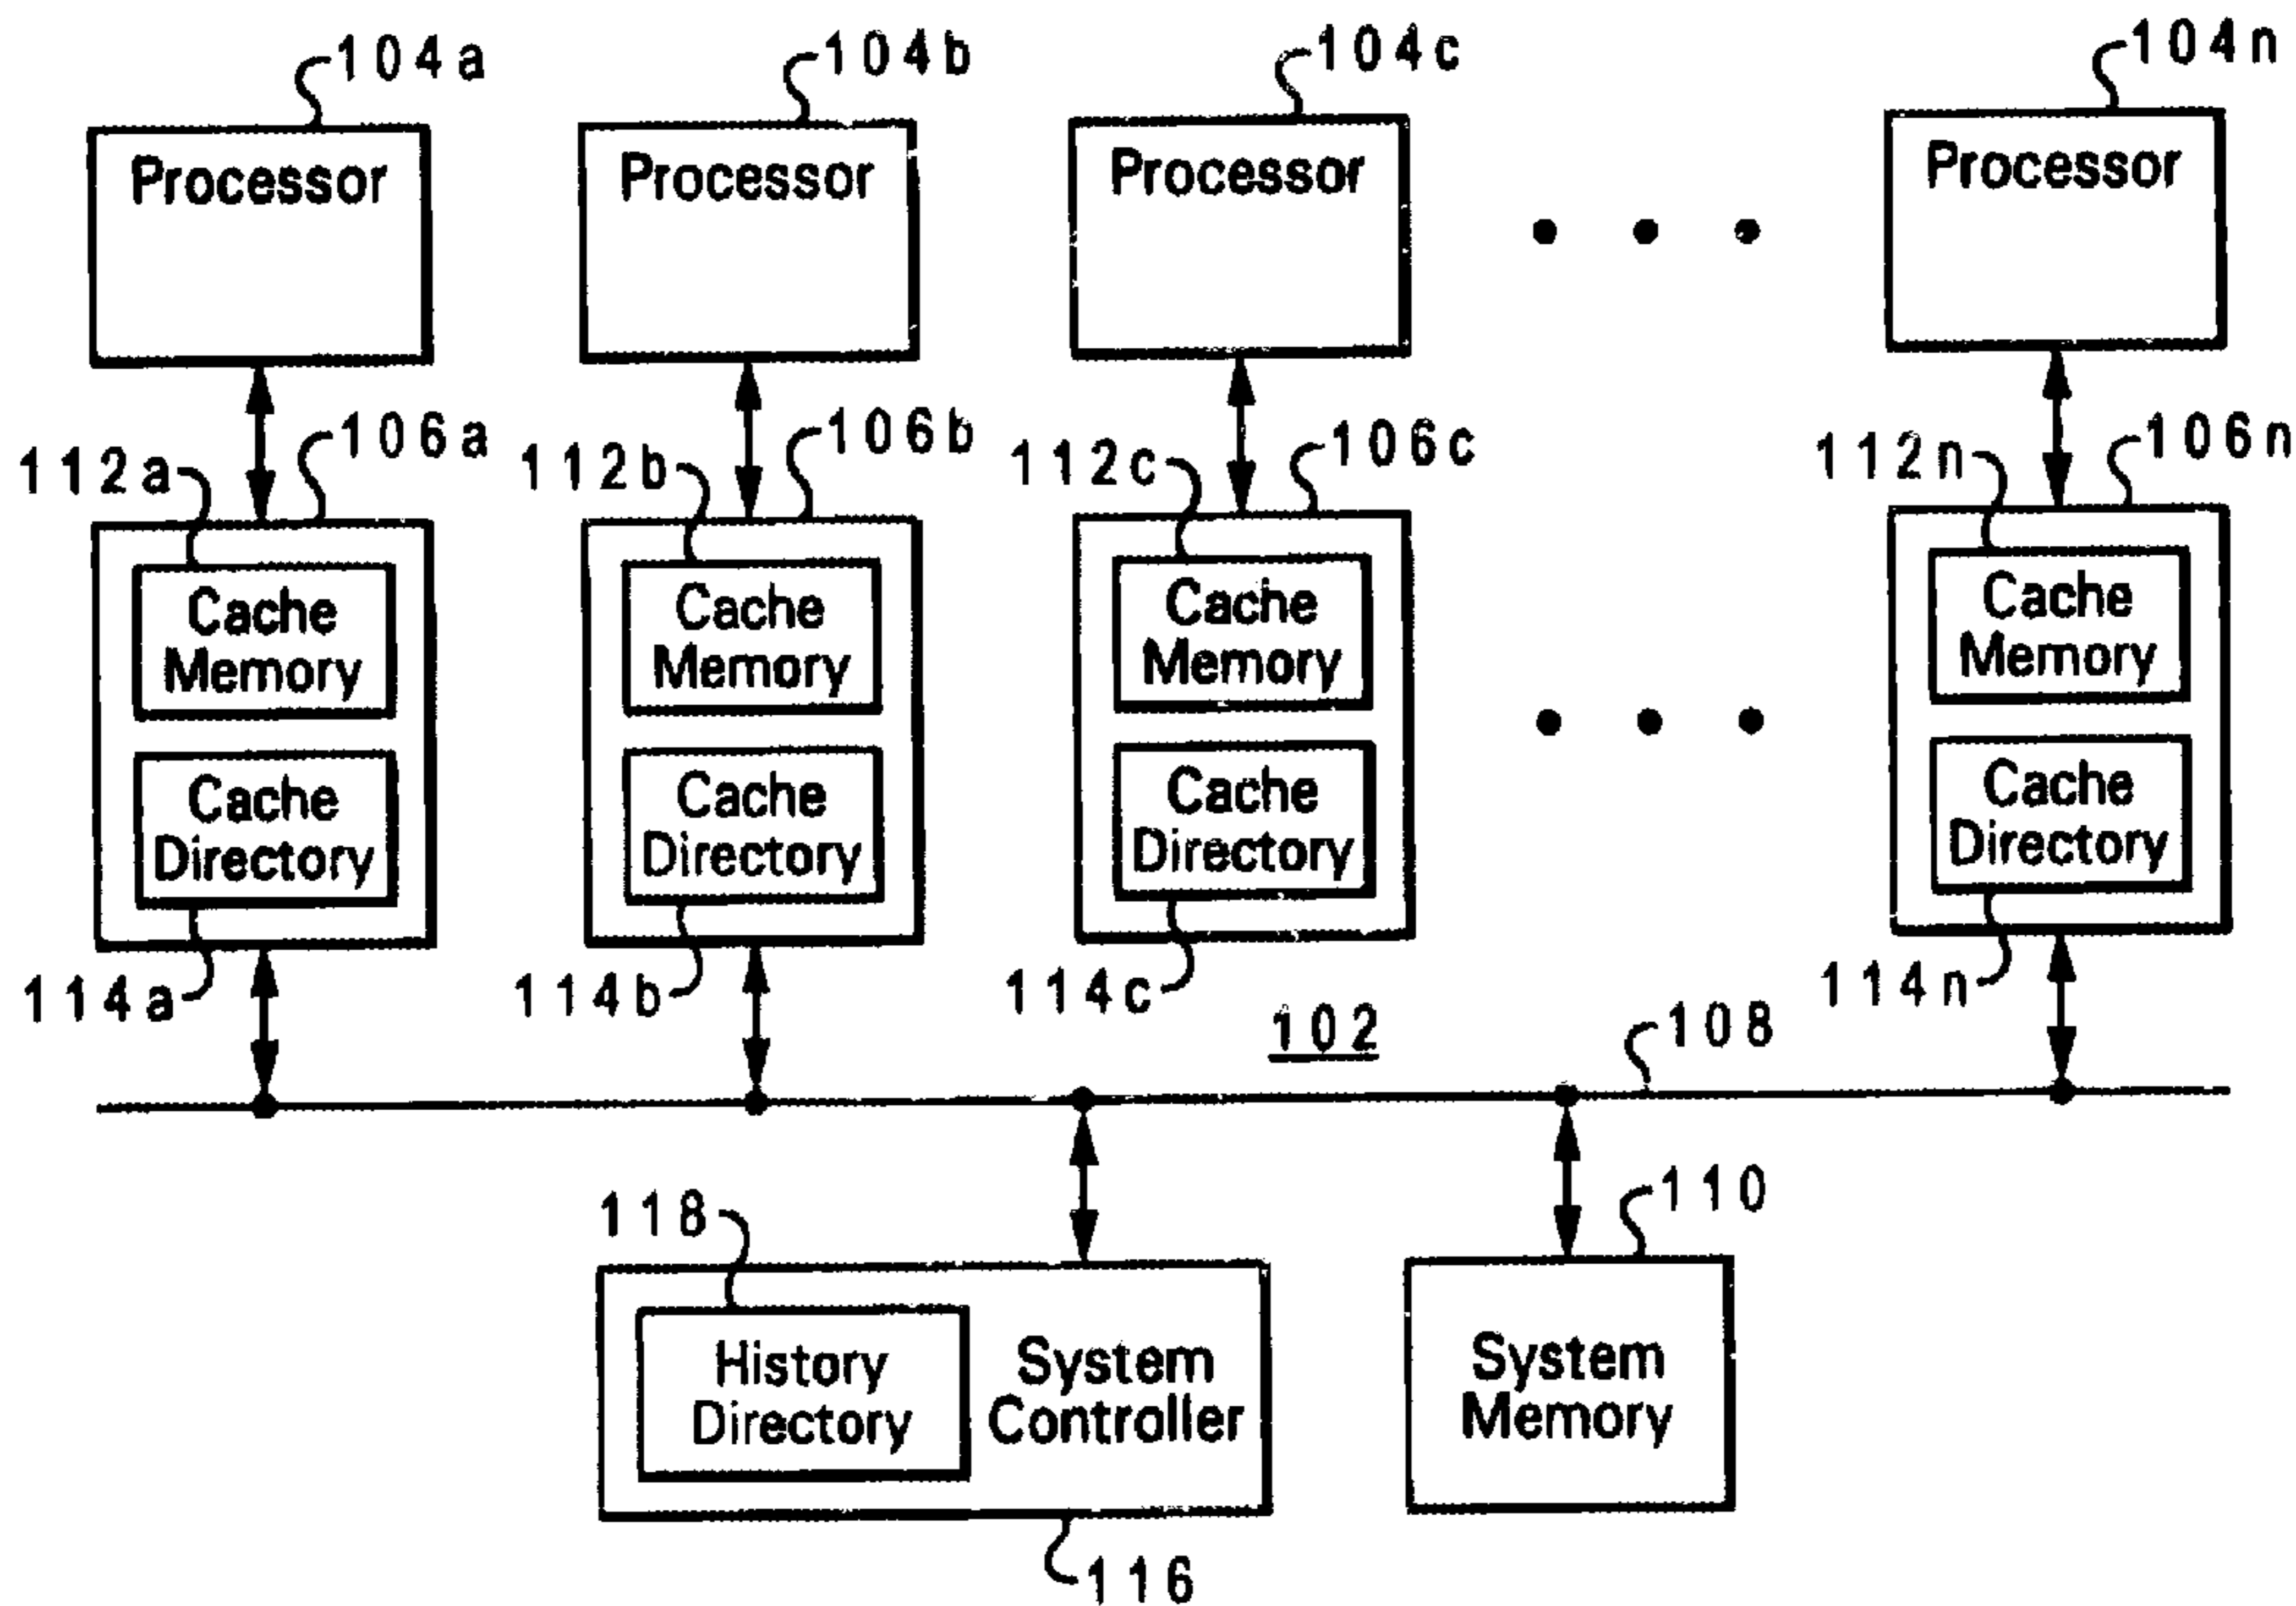 104a
104b
104c
104n
Processor
Processor
Processor
Processor
112a
106a
112b
106b
112c
106c
112n
106n
Cache
Memory
Cache
Memory
Cache
Memory
Cache
Memory
Cache
Directory
Cache
Directory
Cache
Directory
Cache
Directory
114a
114b
114c
114n
102
108
118
110
History
Directory
System
Controller
System
Memory
116